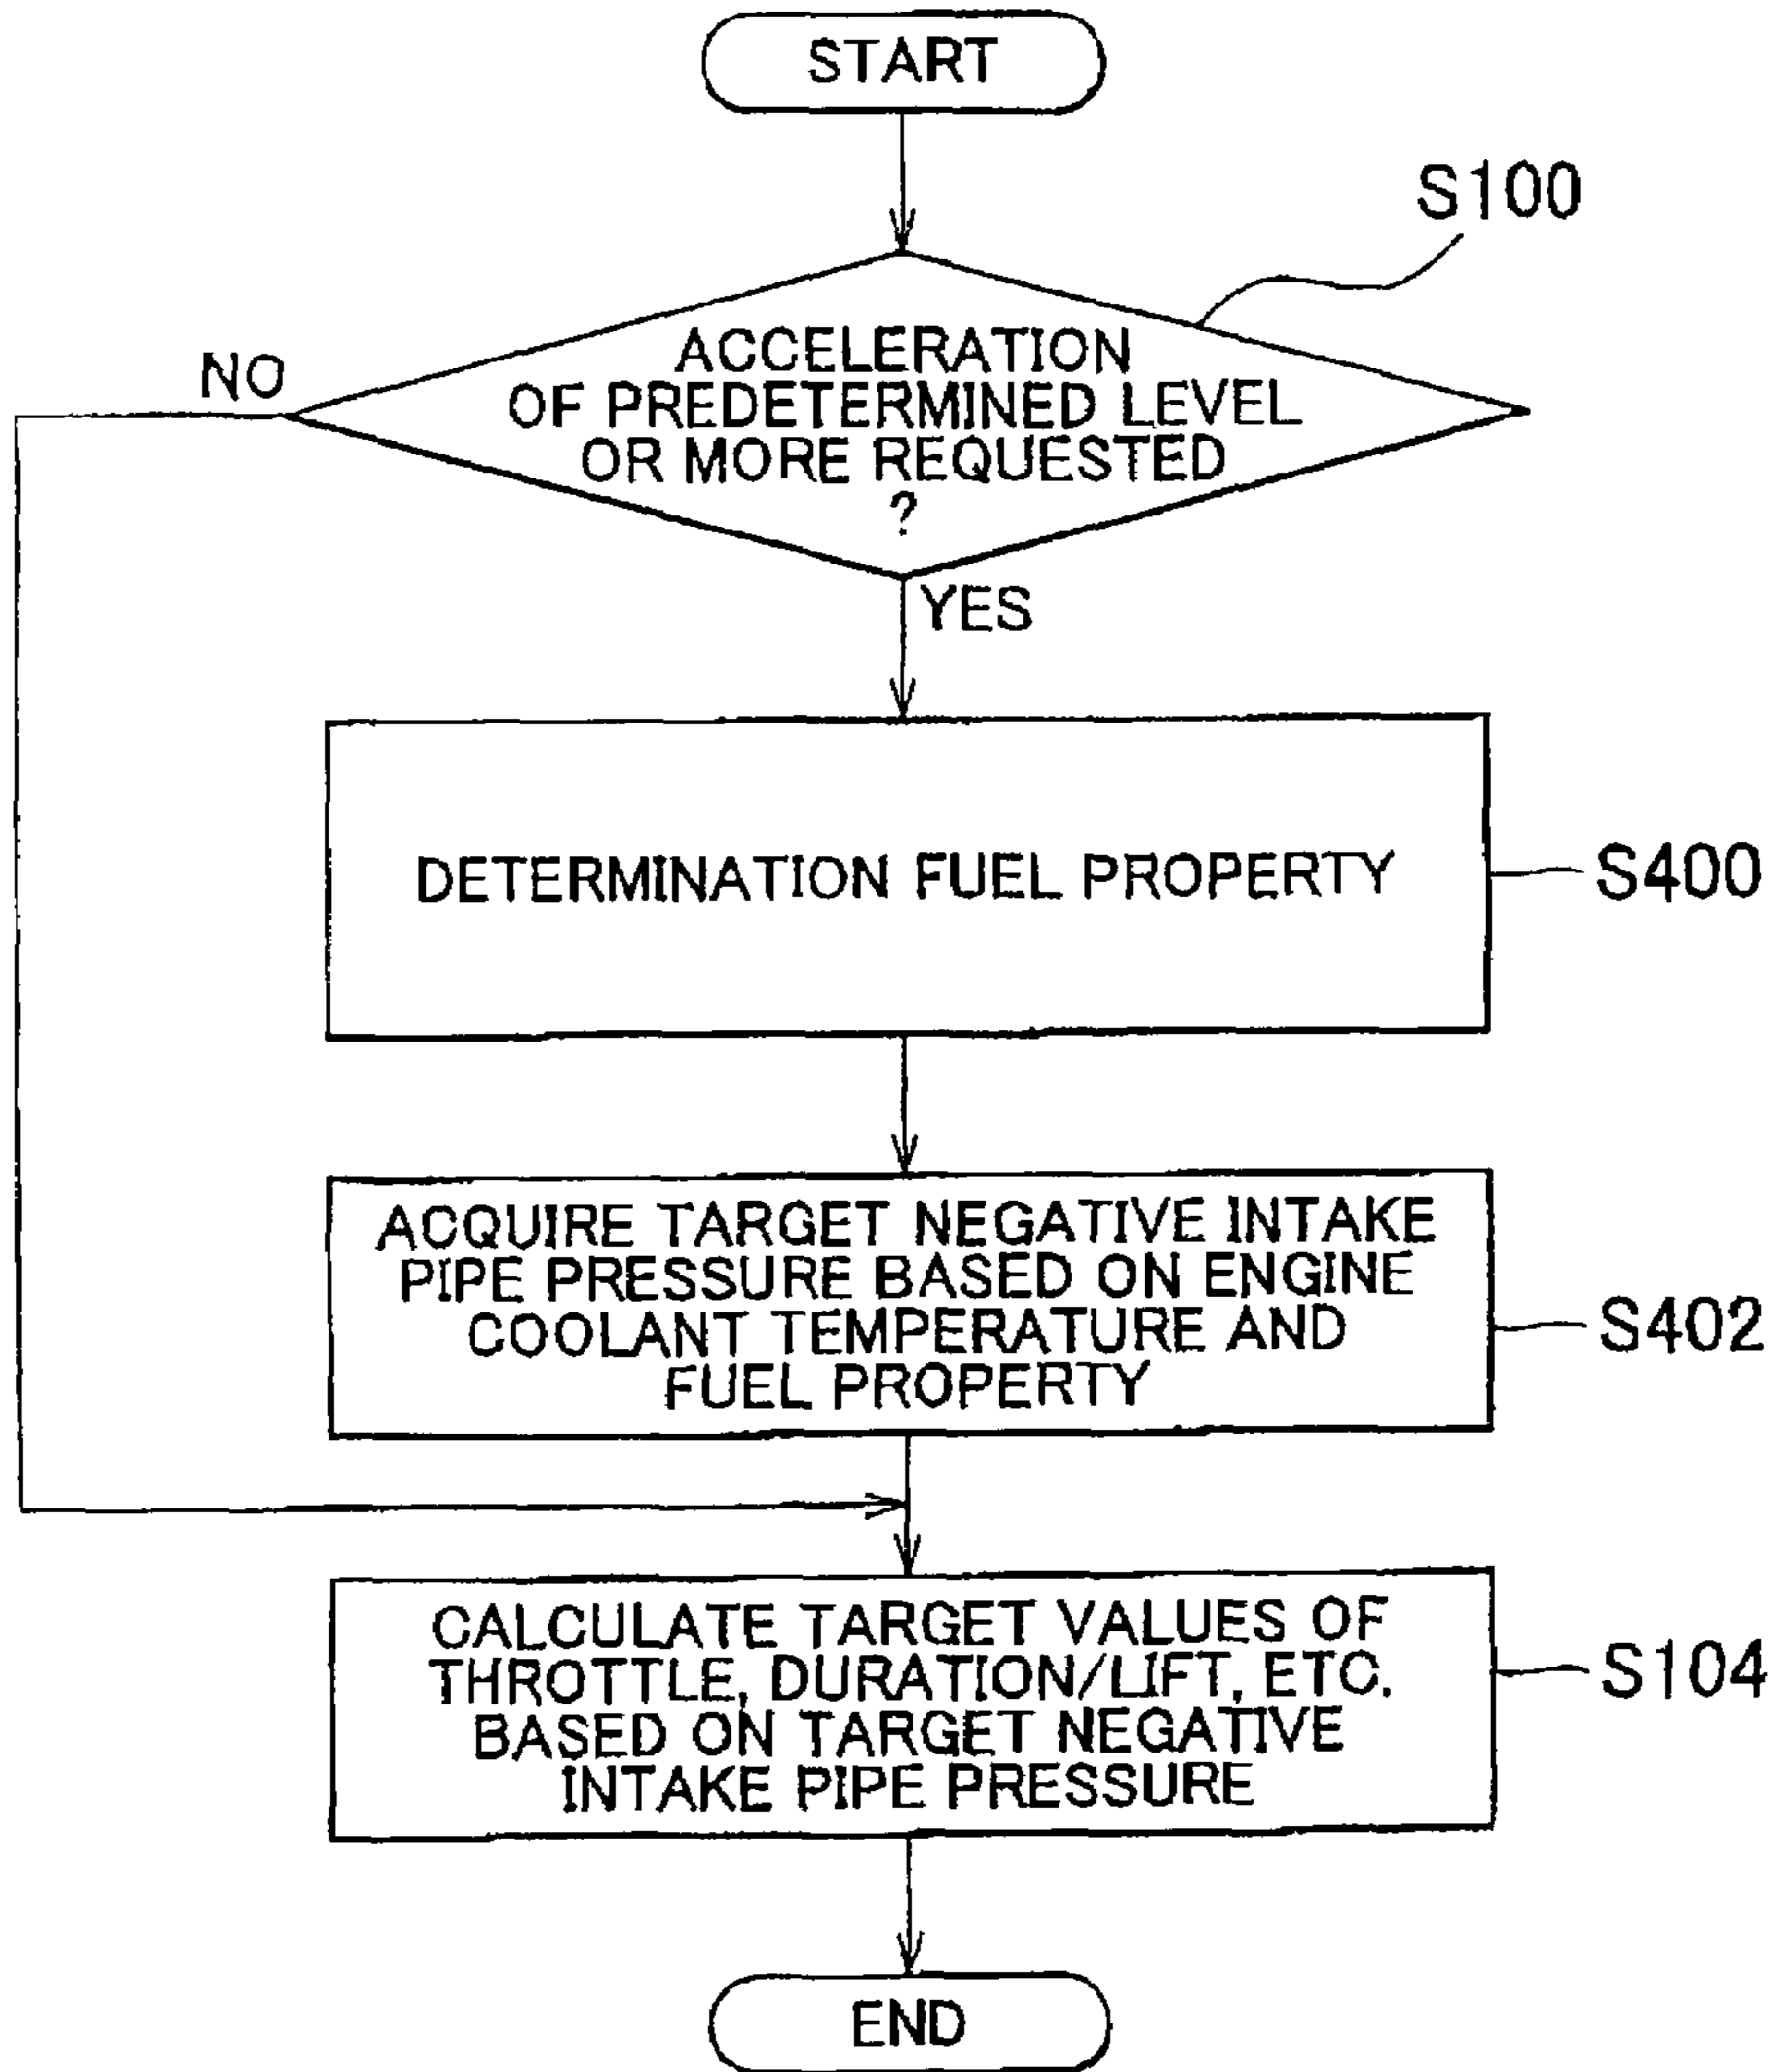 START
S100
NO
ACCELERATION
OF PREDETERMINED LEVEL
OR MORE REQUESTED
?
YES
DETERMINATION FUEL PROPERTY
S400
ACQUIRE TARGET NEGATIVE INTAKE
PIPE PRESSURE BASED ON ENGINE
COOLANT TEMPERATURE AND
FUEL PROPERTY
S402
CALCULATE TARGET VALUES OF
THROTTLE, DURATION/LIFT, ETC.
BASED ON TARGET NEGATIVE
INTAKE PIPE PRESSURE
S104
END